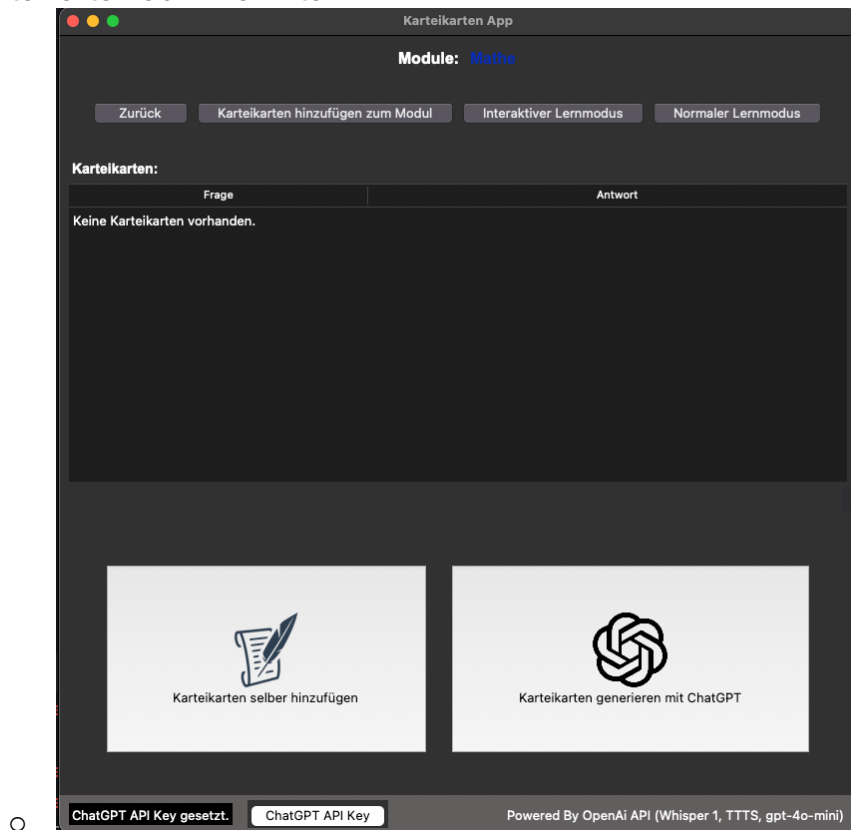 Karteikarten App
Module: Mathe
Zurück Karteikarten hinzufügen zum Modul Interaktiver Lernmodus Normaler Lernmodus
Karteikarten:
Frage Antwort
Keine Karteikarten vorhanden.
Karteikarten selber hinzufügen Karteikarten generieren mit ChatGPT
ChatGPT API Key gesetzt. ChatGPT API Key Powered By OpenAi API (Whisper 1, TTTS, gpt-4o-mini)